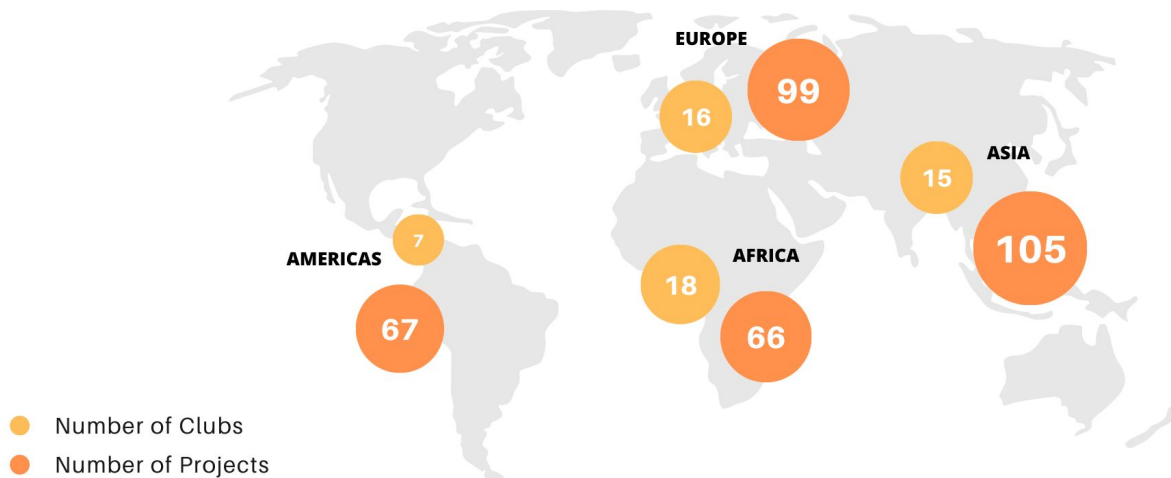 EUROPE
99
16
ASIA
15
7
AMERICAS
105
AFRICA
18
67
66
Number of Clubs
Number of Projects